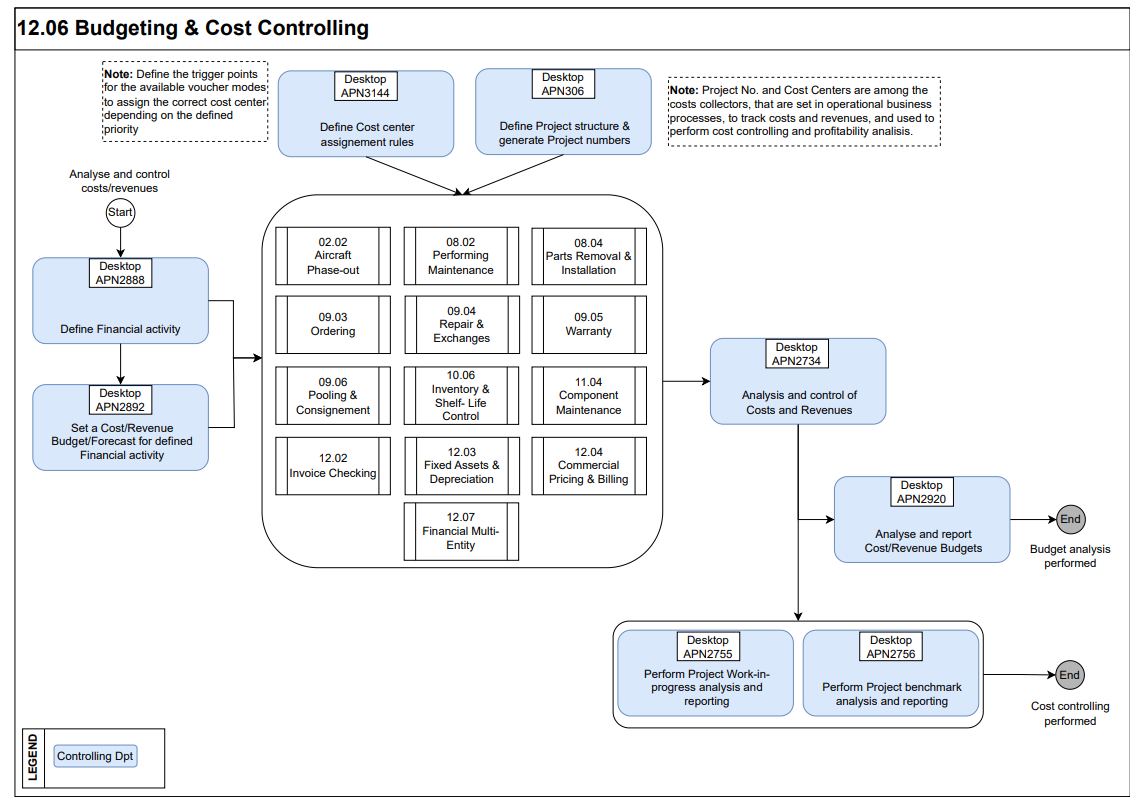 12.06 Budgeting & Cost Controlling
Note: Define the trigger points
for the available voucher modes
to assign the correct cost center
depending on the defined
priority
Desktop
APN3144
Define Cost center
assignement rules
Desktop
APN306
Define Project structure &
generate Project numbers
Note: Project No. and Cost Centers are among the
costs collectors, that are set in operational business
processes, to track costs and revenues, and used to
perform cost controlling and profitability analisis.
Analyse and control
costs/revenues
Start
Desktop
APN2888
Define Financial activity
Desktop
APN2892
Set a Cost/Revenue
Budget/Forecast for defined
Financial activity
02.02
Aircraft
Phase-out
08.02
Performing
Maintenance
08.04
Parts Removal &
Installation
09.03
Ordering
09.04
Repair &
Exchanges
09.05
Warranty
09.06
Pooling &
Consignement
10.06
Inventory &
Shelf- Life
Control
11.04
Component
Maintenance
12.02
Invoice Checking
12.03
Fixed Assets &
Depreciation
12.04
Commercial
Pricing & Billing
12.07
Financial Multi-
Entity
Desktop
APN2734
Analysis and control of
Costs and Revenues
Desktop
APN2920
Analyse and report
Cost/Revenue Budgets
End
Budget analysis
performed
Desktop
APN2755
Perform Project Work-in-
progress analysis and
reporting
Desktop
APN2756
Perform Project benchmark
analysis and reporting
End
Cost controlling
performed
LEGEND
Controlling Dpt